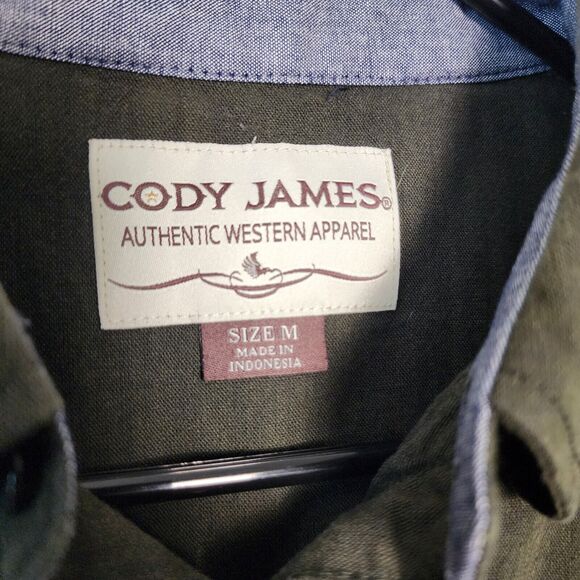 CODY JAMES®
AUTHENTIC WESTERN APPAREL
SIZE M
MADE IN
INDONESIA